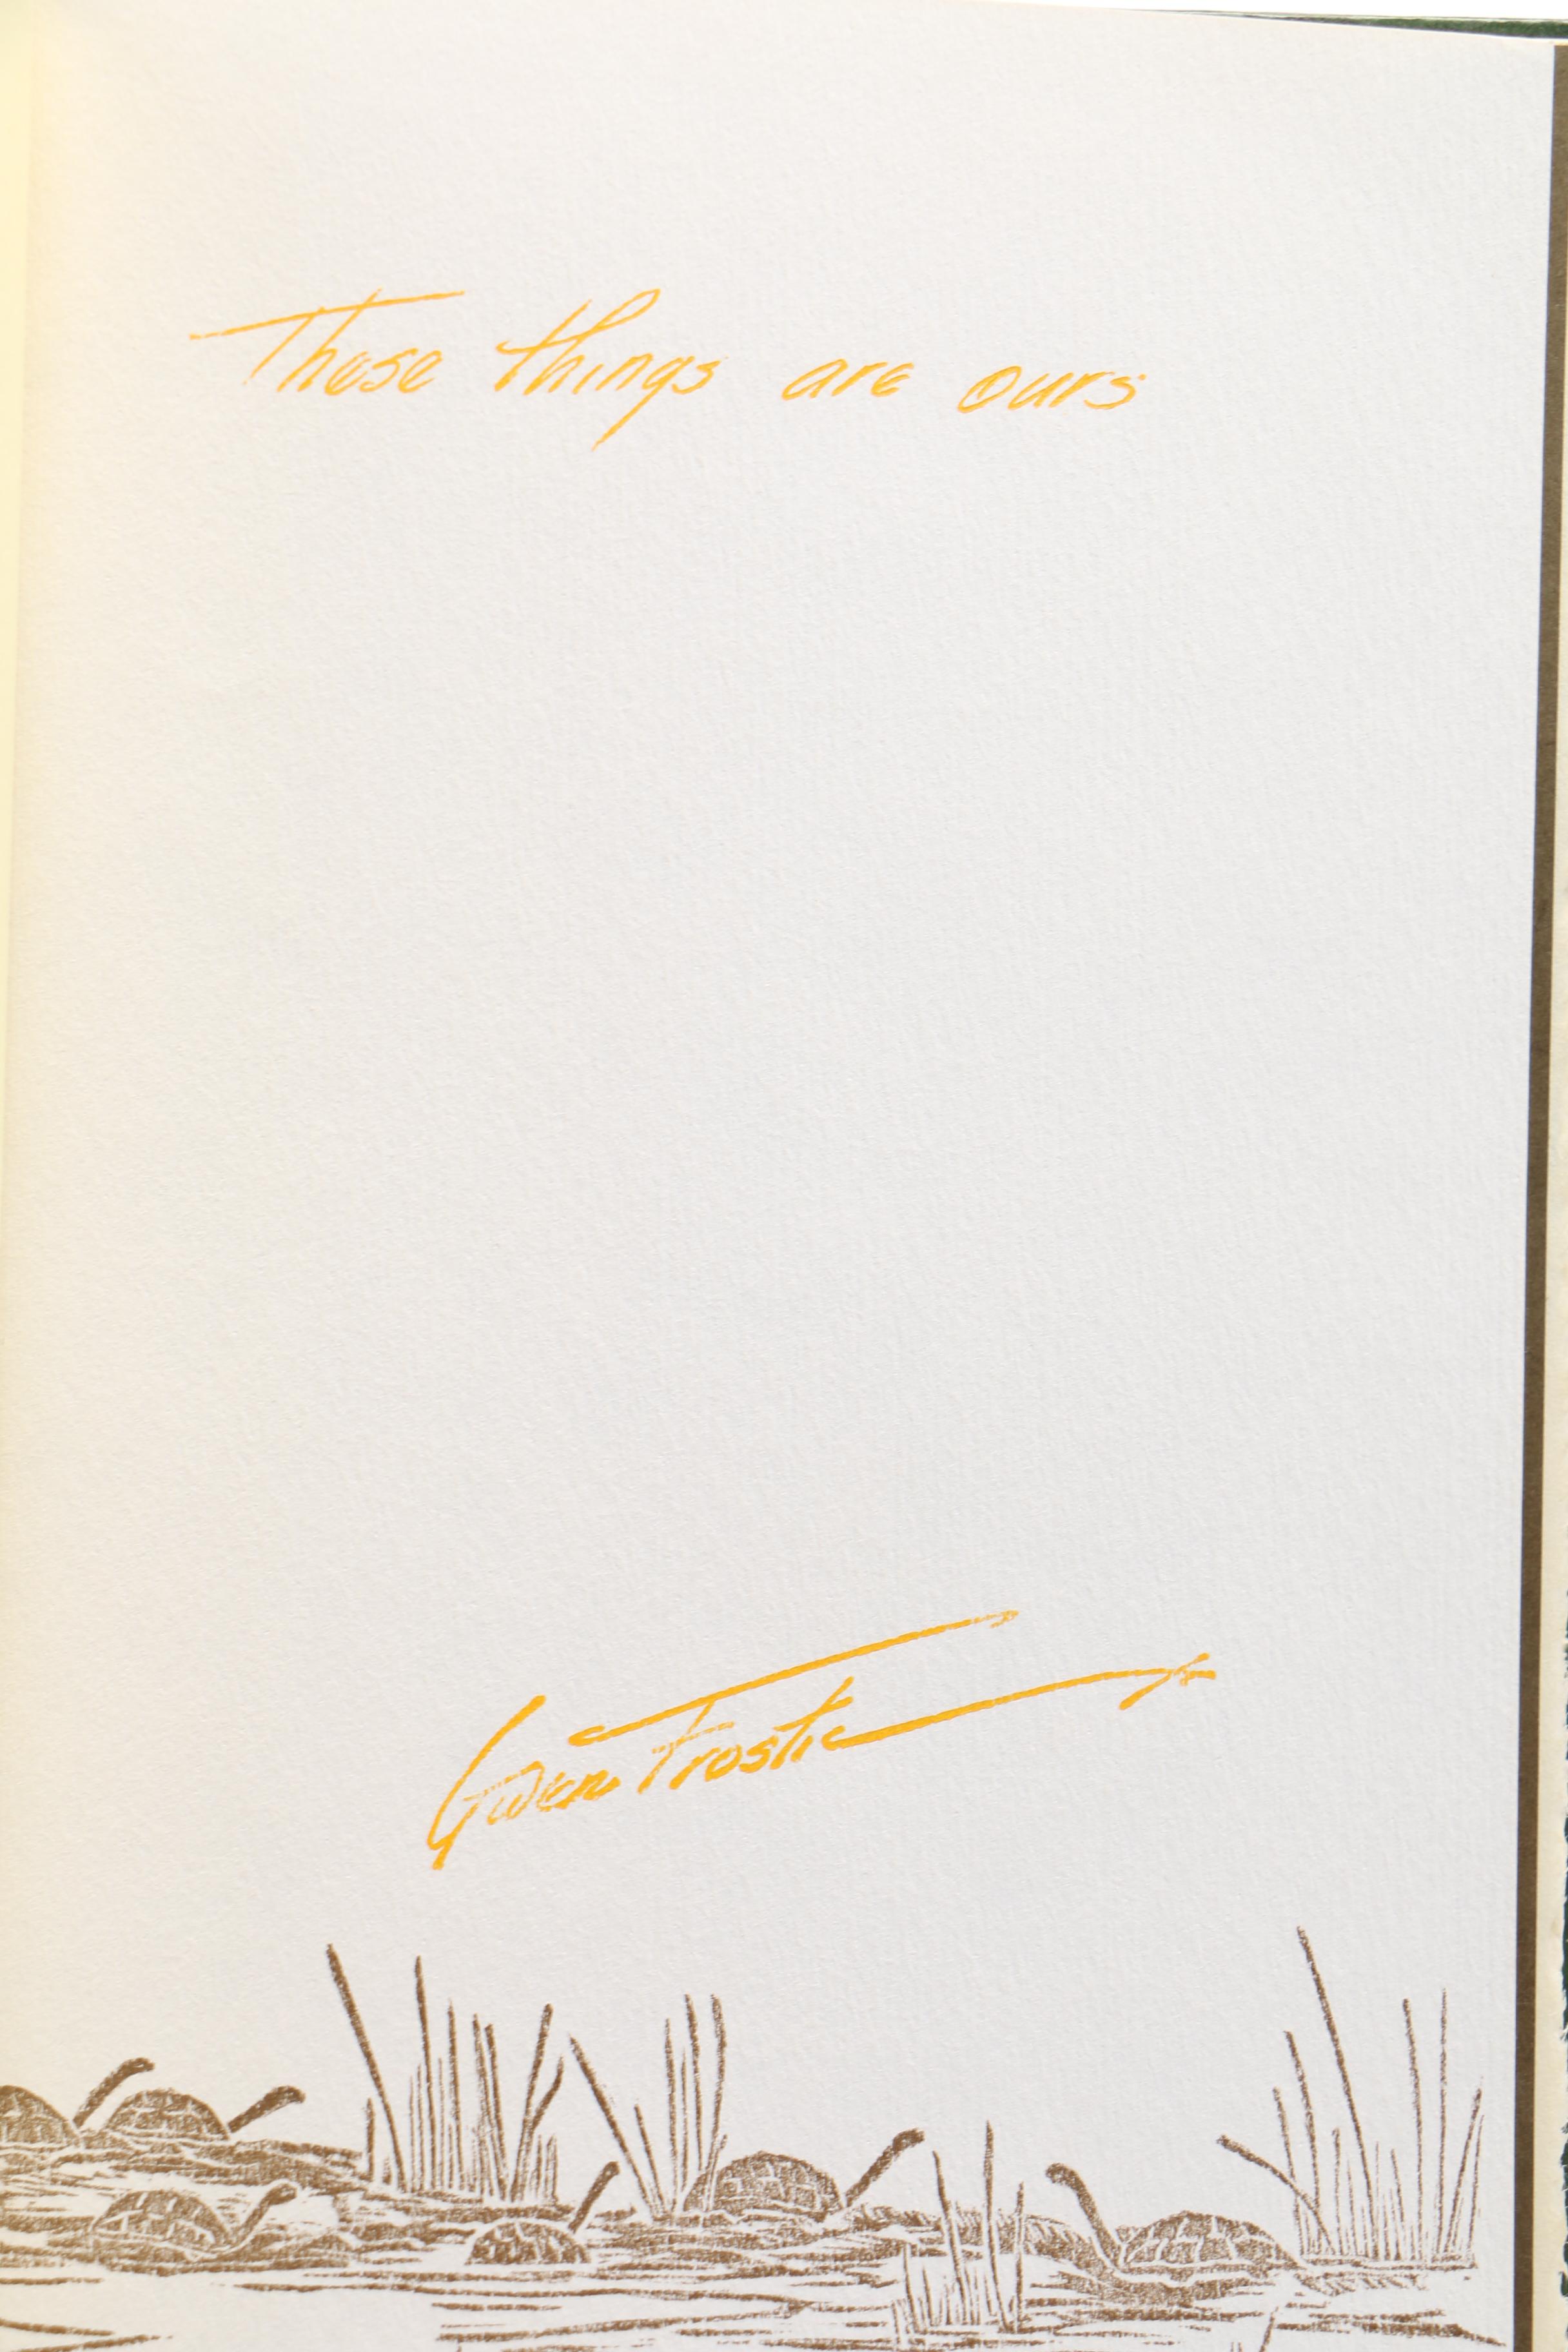 These things are ours
Gwen Frostic